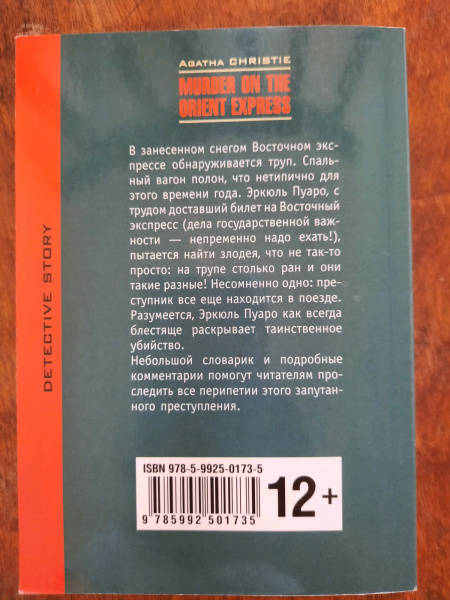 AGATHA CHRISTIE
MURDER ON THE
ORIENT EXPRESS
В занесенном снегом Восточном экс-
прессе обнаруживается труп. Спаль-
ный вагон полон, что нетипично для
этого времени года. Эркюль Пуаро, с
трудом доставший билет на Восточный
экспресс (дела государственной важ-
ности — непременно надо ехать!),
пытается найти злодея, что не так-то
просто: на трупе столько ран и они
такие разные! Несомненно одно: пре-
ступник все еще находится в поезде.
Разумеется, Эркюль Пуаро как всегда
блестяще раскрывает таинственное
убийство.
Небольшой словарик и подробные
комментарии помогут читателям про-
следить все перипетии этого запутан-
ного преступления.
DETECTIVE STORY
ISBN 978-5-9925-0173-5
9 785992 501735
12+